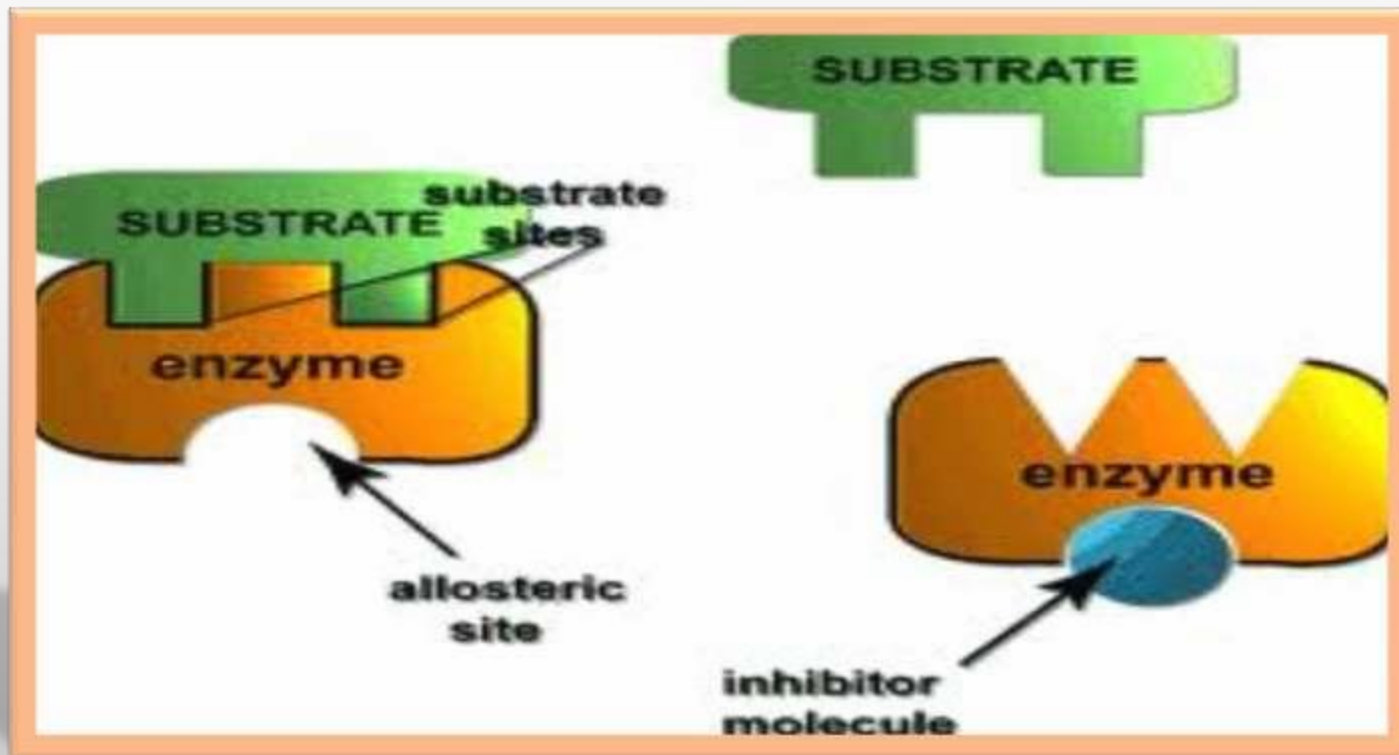 SUBSTRATE
SUBSTRATE
substrate
sites
enzyme
allosteric
site
enzyme
inhibitor
molecule